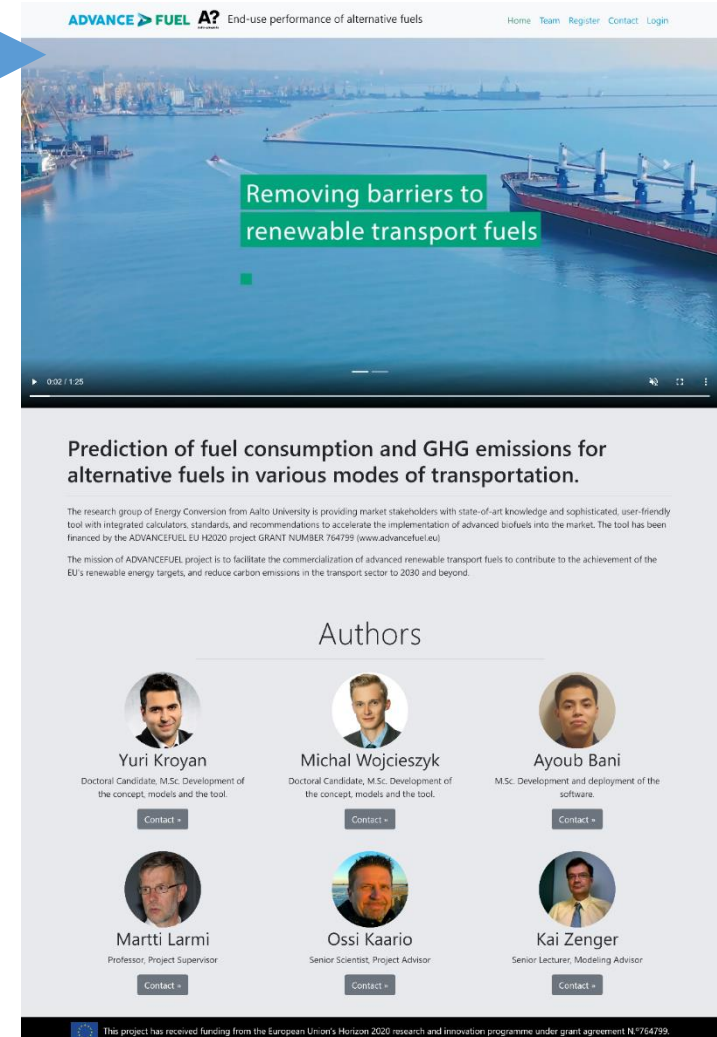 ADVANCE FUEL A? End-use performance of alternative fuels Home Team Register Contact Login
Removing barriers to
renewable transport fuels
0:02 / 1:25
Prediction of fuel consumption and GHG emissions for
alternative fuels in various modes of transportation.
The research group of Energy Conversion from Aalto University is providing market stakeholders with state-of-art knowledge and sophisticated, user-friendly
tool with integrated calculators, standards, and recommendations to accelerate the implementation of advanced biofuels into the market. The tool has been
financed by the ADVANCEFUEL EU H2020 project GRANT NUMBER 764799 (www.advancefuel.eu)
The mission of ADVANCEFUEL project is to facilitate the commercialization of advanced renewable transport fuels to contribute to the achievement of the
EU's renewable energy targets, and reduce carbon emissions in the transport sector to 2030 and beyond.
Authors
Yuri Kroyan Michal Wojcieszyk Ayoub Bani
Doctoral Candidate, M.Sc. Development of Doctoral Candidate, M.Sc. Development of M.Sc. Development and deployment of the
the concept, models and the tool. the concept, models and the tool. software.
Contact » Contact » Contact »
Martti Larmi Ossi Kaario Kai Zenger
Professor, Project Supervisor Senior Scientist, Project Advisor Senior Lecturer, Modeling Advisor
Contact » Contact » Contact »
This project has received funding from the European Union's Horizon 2020 research and innovation programme under grant agreement N.º764799.